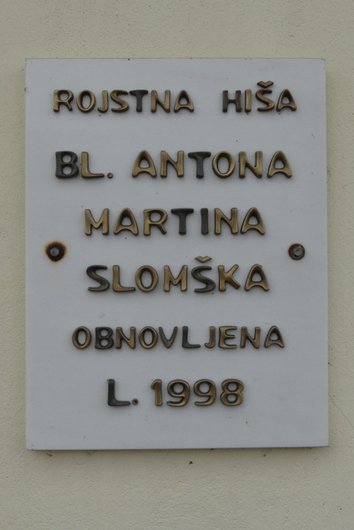 ROJSTNA HIŠA
BL. ANTONA
MARTINA
SLOMŠKA
OBNOVLJENA
L. 1998